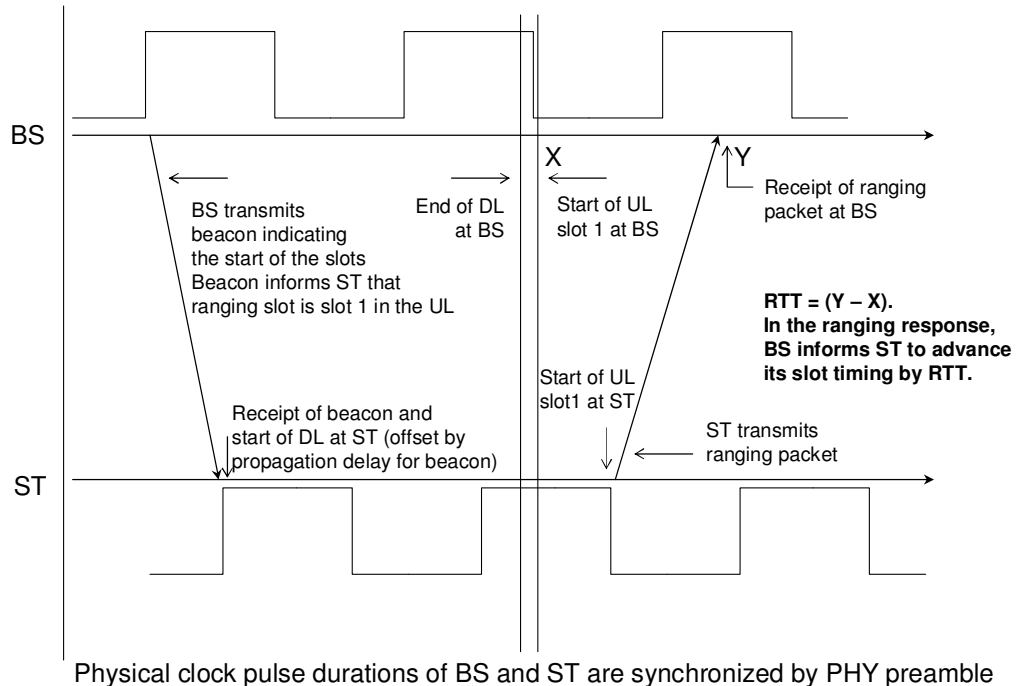 BS
X
Y
BS transmits
beacon indicating
the start of the slots
Beacon informs ST that
ranging slot is slot 1 in the UL
End of DL
at BS
Start of UL
slot 1 at BS
Receipt of ranging
packet at BS
RTT = (Y – X).
In the ranging response,
BS informs ST to advance
its slot timing by RTT.
Start of UL
slot1 at ST
Receipt of beacon and
start of DL at ST (offset by
propagation delay for beacon)
ST transmits
ranging packet
ST
Physical clock pulse durations of BS and ST are synchronized by PHY preamble